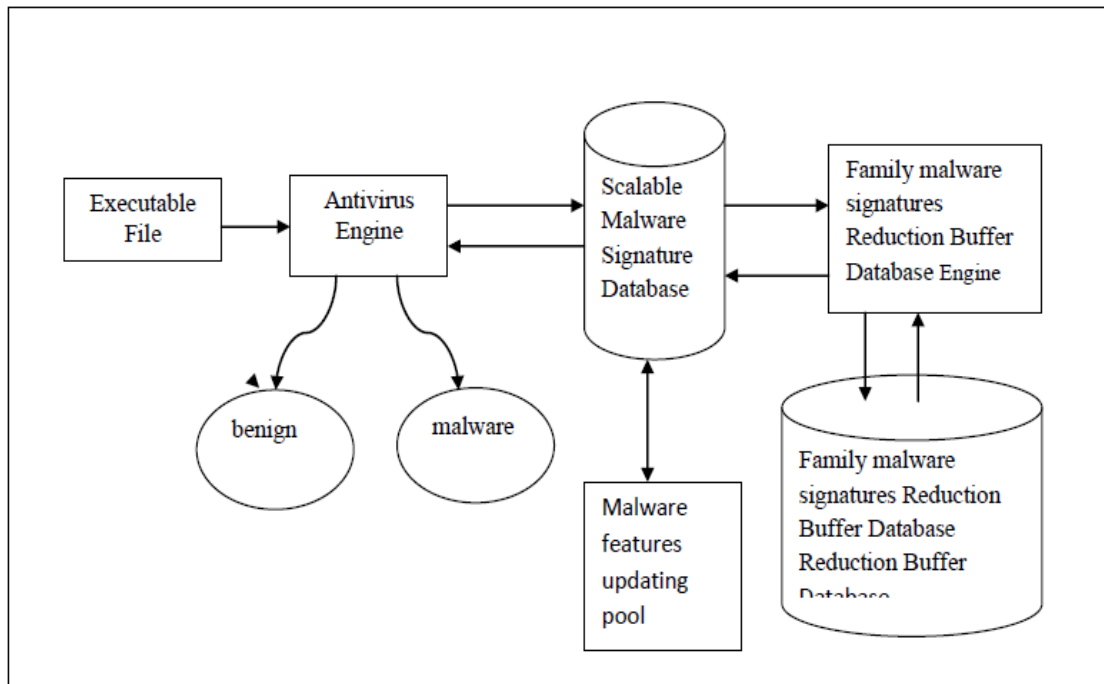 Executable
File
Antivirus
Engine
Scalable
Malware
Signature
Database
Family malware
signatures
Reduction Buffer
Database Engine
benign
malware
Malware
features
updating
pool
Family malware
signatures Reduction
Buffer Database
Reduction Buffer
Database